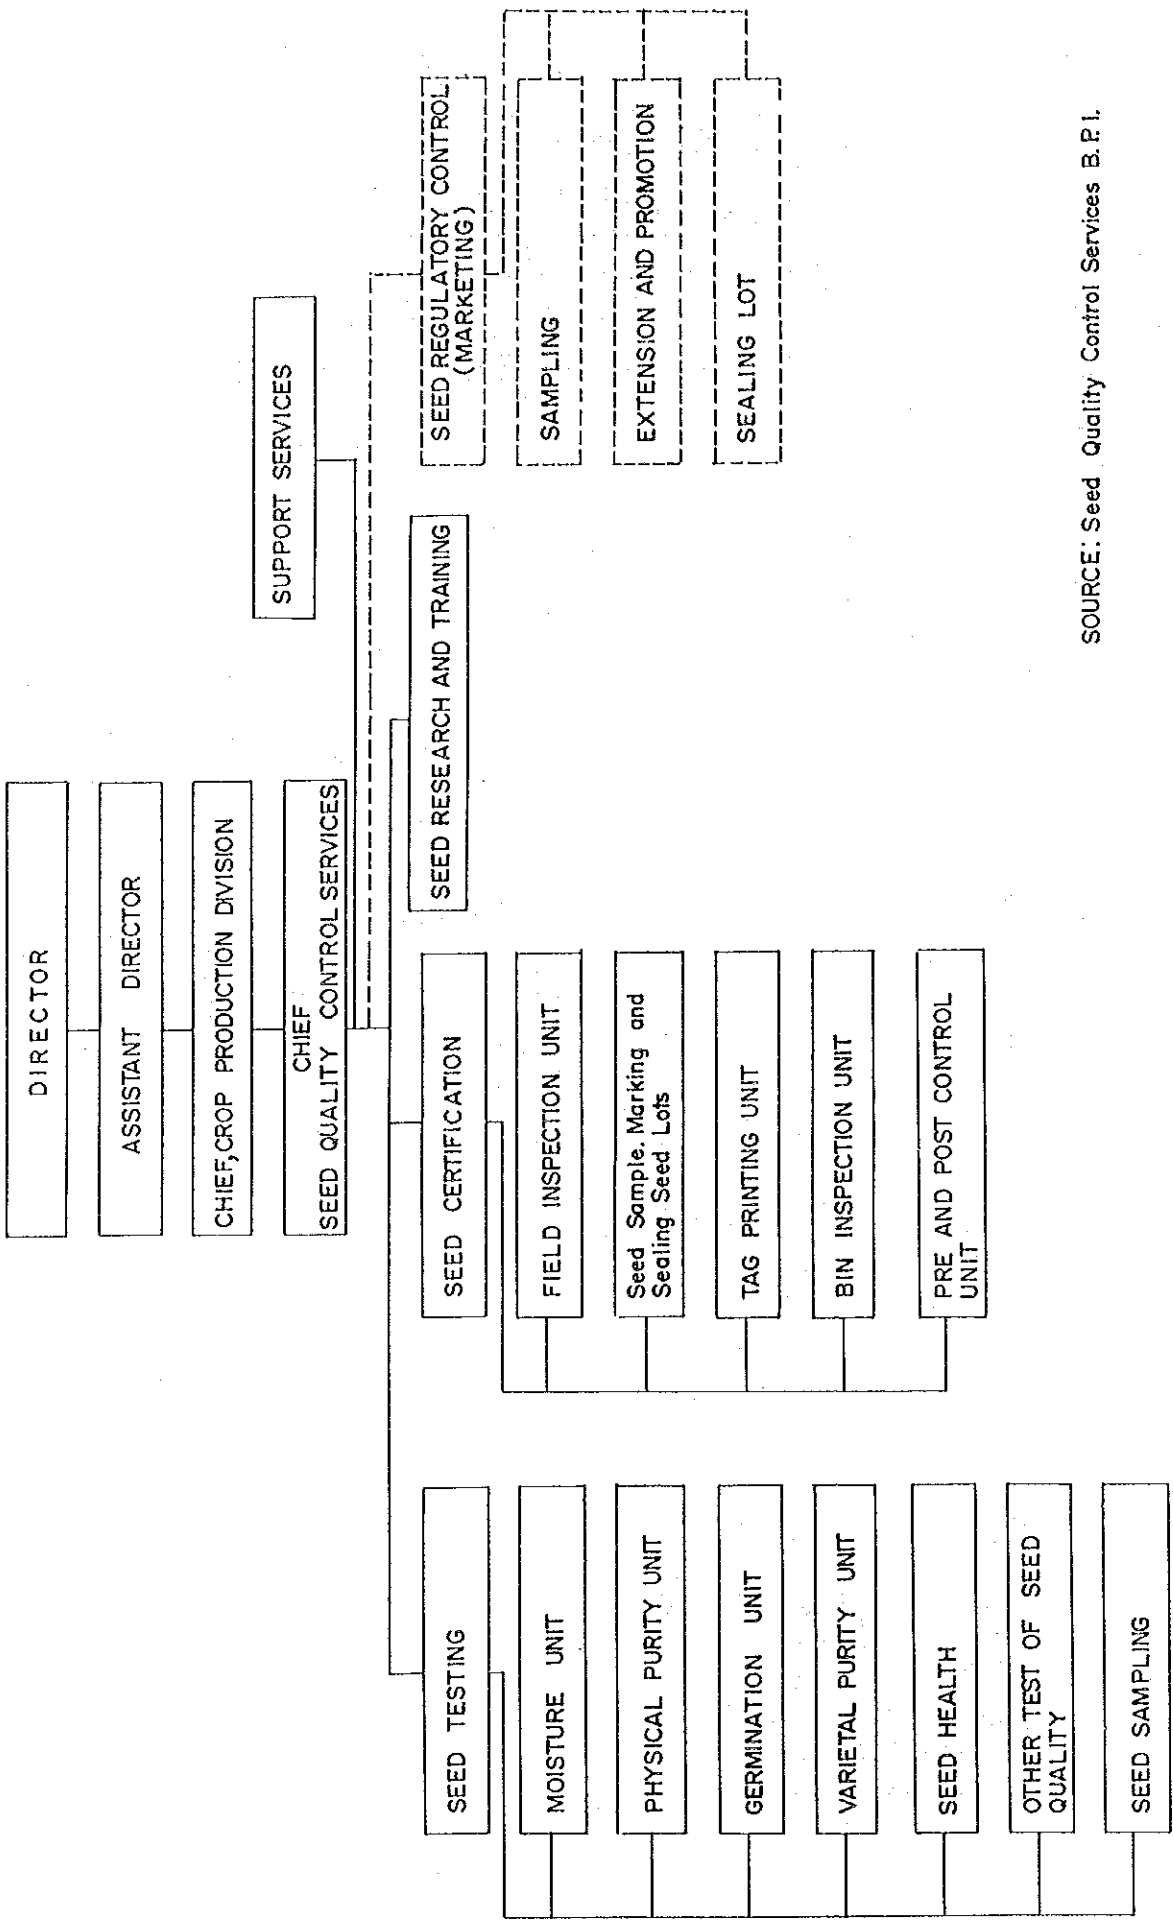 DIRECTOR
ASSISTANT DIRECTOR
CHIEF, CROP PRODUCTION DIVISION
CHIEF
SEED QUALITY CONTROL SERVICES
SUPPORT SERVICES
SEED TESTING
MOISTURE UNIT
PHYSICAL PURITY UNIT
GERMINATION UNIT
VARIETAL PURITY UNIT
SEED HEALTH
OTHER TEST OF SEED
QUALITY
SEED SAMPLING
SEED CERTIFICATION
FIELD INSPECTION UNIT
Seed Sample. Marking and
Sealing Seed Lots
TAG PRINTING UNIT
BIN INSPECTION UNIT
PRE AND POST CONTROL
UNIT
SEED RESEARCH AND TRAINING
SEED REGULATORY CONTROL
(MARKETING)
SAMPLING
EXTENSION AND PROMOTION
SEALING LOT
SOURCE: Seed Quality Control Services B.P.I.